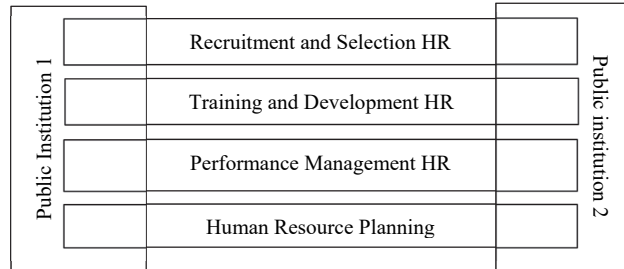 Public Institution 1
Recruitment and Selection HR
Training and Development HR
Performance Management HR
Human Resource Planning
Public institution 2